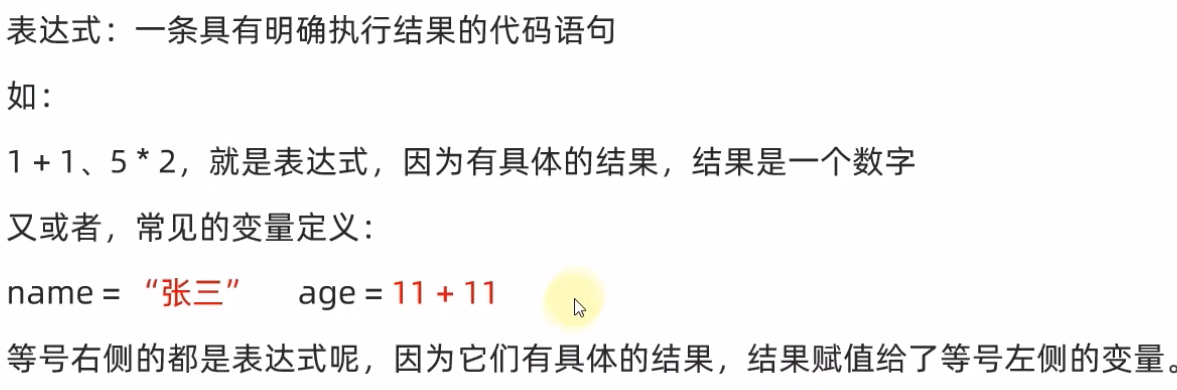 表达式：一条具有明确执行结果的代码语句
如：
1 + 1、5 * 2，就是表达式，因为有具体的结果，结果是一个数字
又或者，常见的变量定义：
name = “张三” age = 11 + 11
等号右侧的都是表达式呢，因为它们有具体的结果，结果赋值给了等号左侧的变量。